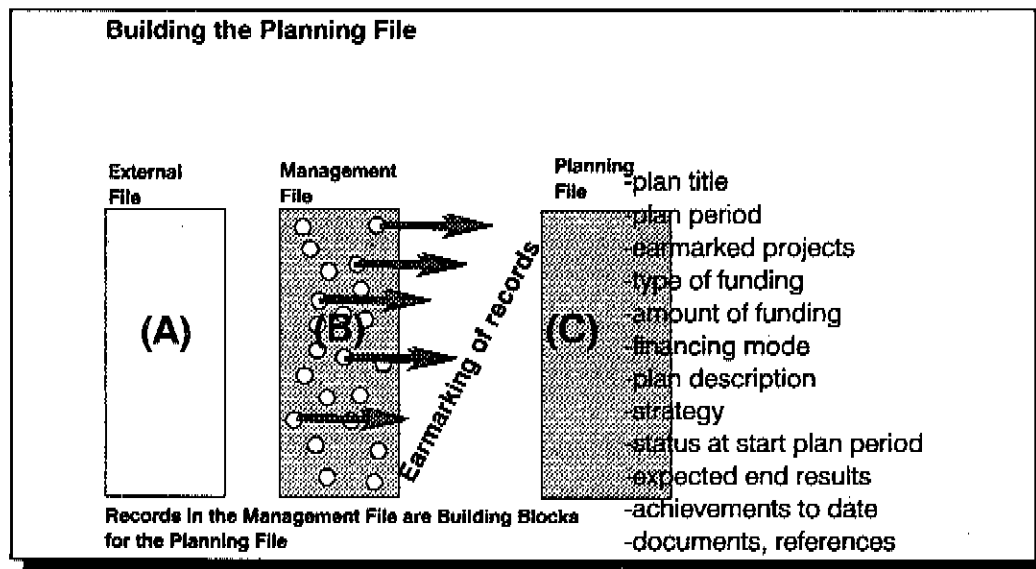 Building the Planning File
External
File
Management
File
Planning
File
(A)
(B)
(C)
Earmarking of records
-plan title
-plan period
-earmarked projects
-type of funding
-amount of funding
-financing mode
-plan description
-strategy
-status at start plan period
-expected end results
-achievements to date
-documents, references
Records in the Management File are Building Blocks
for the Planning File